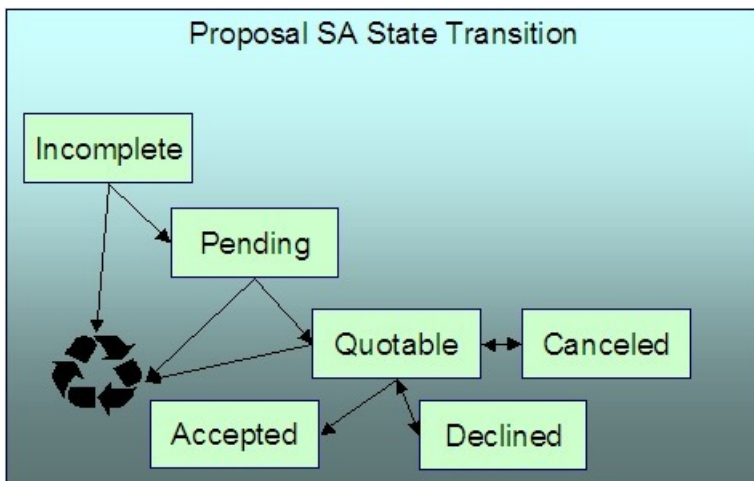 Proposal SA State Transition
Incomplete
Pending
Quotable
Canceled
Accepted
Declined